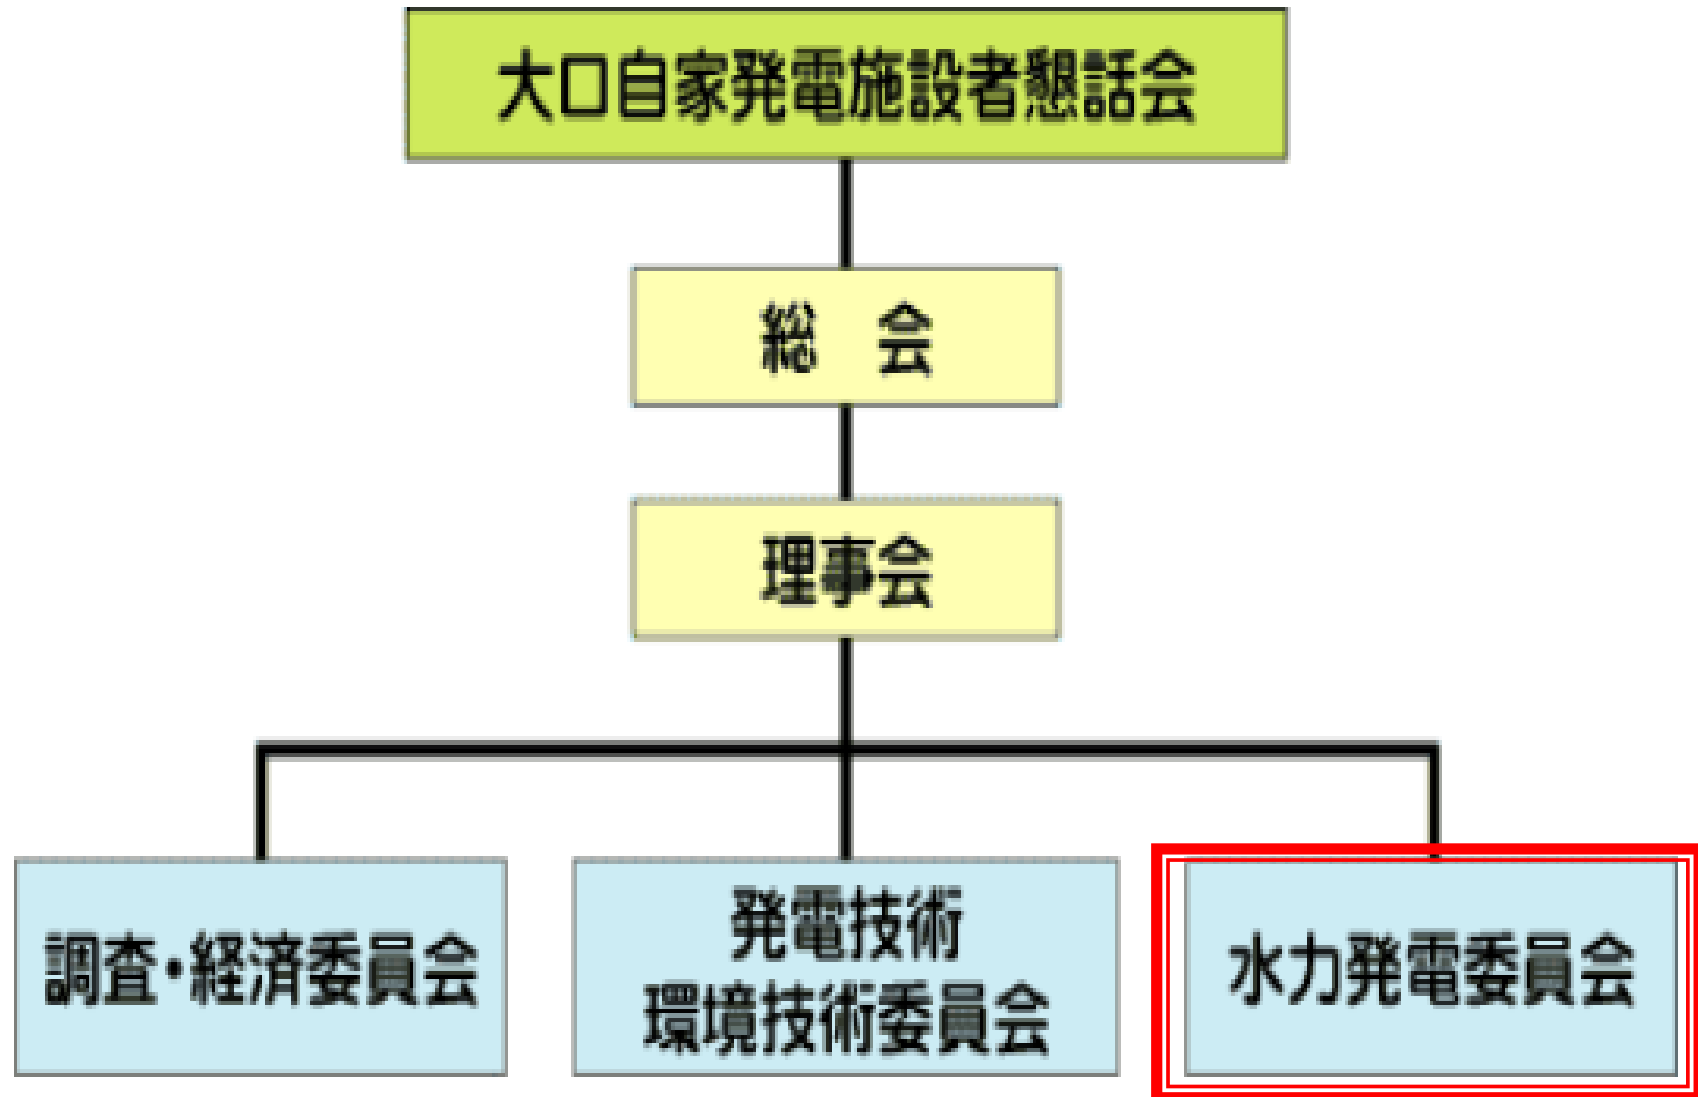 大口自家発電施設者懇話会
総　会
理事会
調査・経済委員会
発電技術
環境技術委員会
水力発電委員会